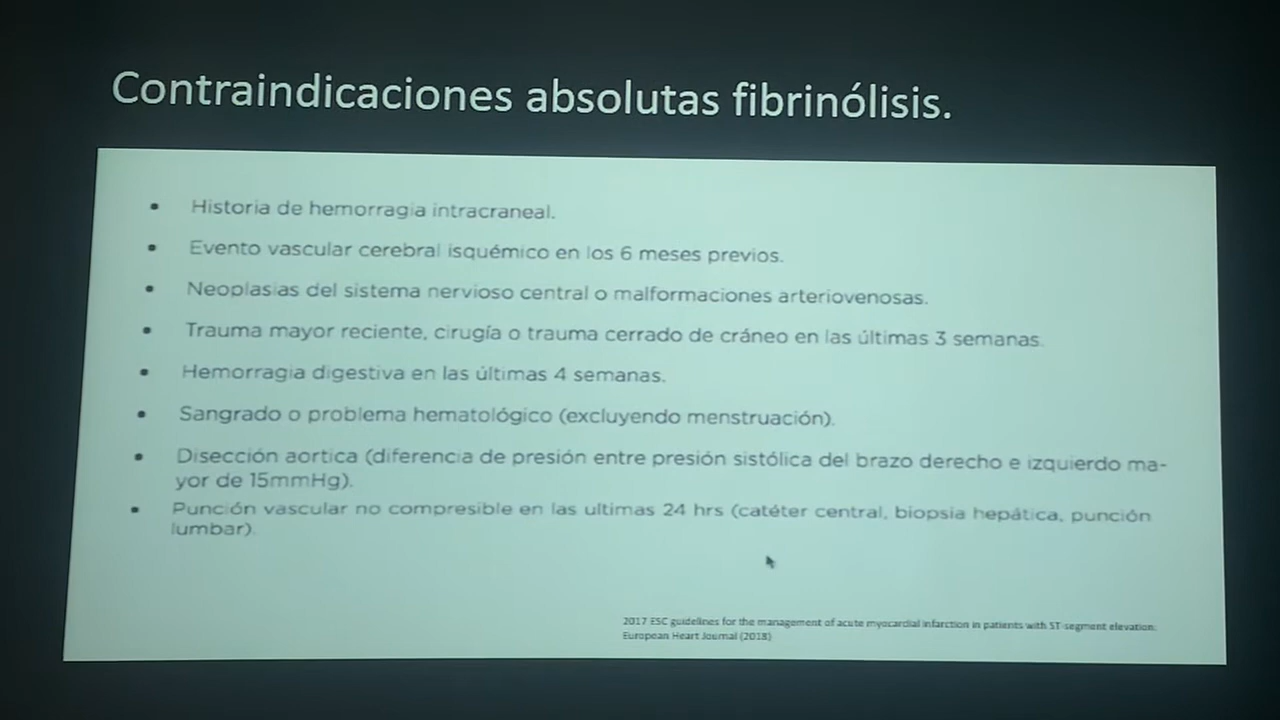 Contraindicaciones absolutas fibrinólisis.
• Historia de hemorragia intracraneal.
• Evento vascular cerebral isquémico en los 6 meses previos.
• Neoplasias del sistema nervioso central o malformaciones arteriovenosas.
• Trauma mayor reciente, cirugía o trauma cerrado de cráneo en las últimas 3 semanas.
• Hemorragia digestiva en las últimas 4 semanas.
• Sangrado o problema hematológico (excluyendo menstruación).
• Disección aortica (diferencia de presión entre presión sistólica del brazo derecho e izquierdo ma-
yor de 15mmHg).
• Punción vascular no compresible en las ultimas 24 hrs (catéter central, biopsia hepática, punción
lumbar).
2017 ESC guidelines for the management of acute myocardial infarction in patients with ST-segment elevation.
European Heart Journal (2018)